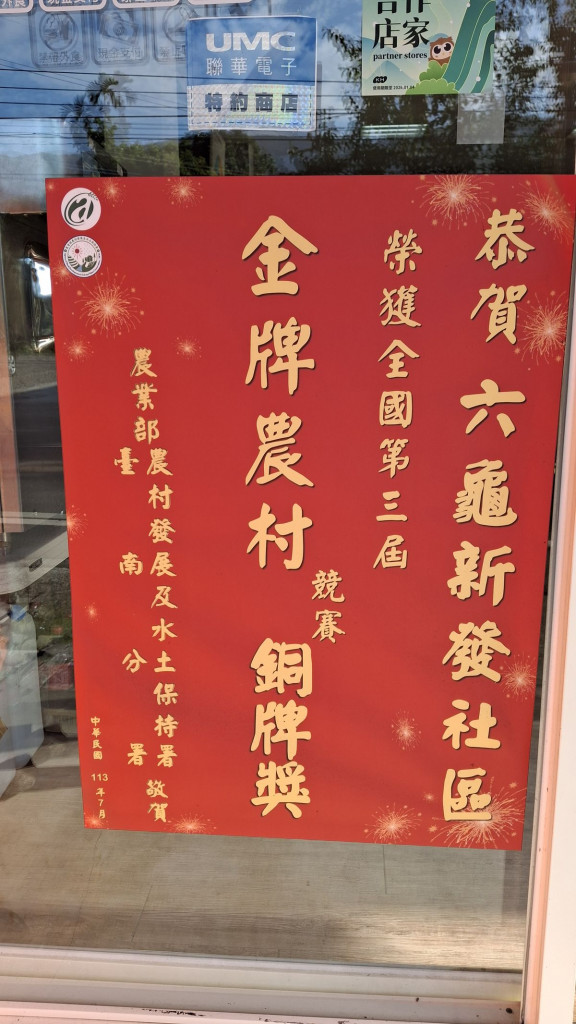 UMC
聯華電子
特約商店
合作
店家
partner stores
恭賀 六龜新發社區
榮獲全國第三屆
金牌農村競賽 銅牌獎
農業部農村發展及水土保持署
臺南分署 敬賀
中華民國 113 年7月